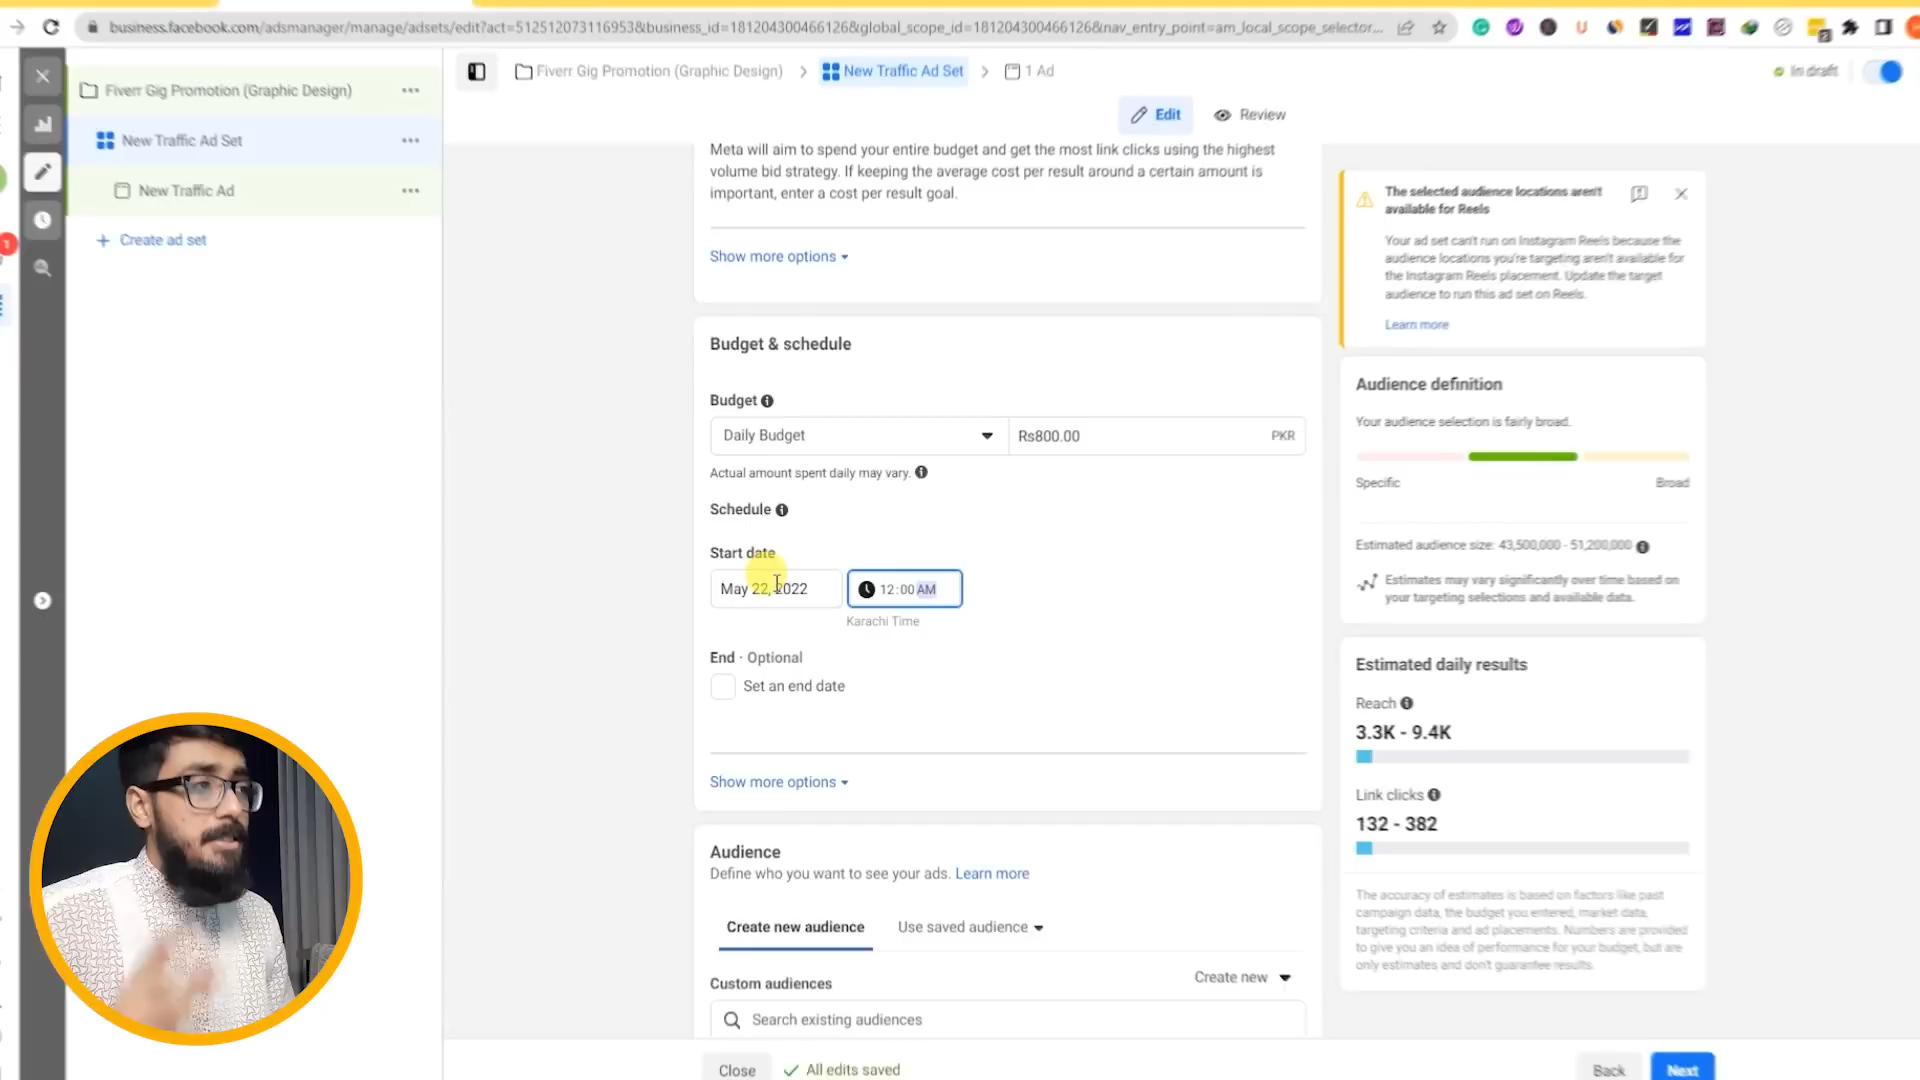 business.facebook.com/adsmanager/manage/adsets/edit?act=512512073116953&business_id=181204300466126&global_scope_id=181204300466126&nav_entry_point=am_local_scope_selector...
2
Fiverr Gig Promotion (Graphic Design)
New Traffic Ad Set
New Traffic Ad
+ Create ad set
1
Fiverr Gig Promotion (Graphic Design) > New Traffic Ad Set > 1 Ad
In draft
Edit
Review
Meta will aim to spend your entire budget and get the most link clicks using the highest
volume bid strategy. If keeping the average cost per result around a certain amount is
important, enter a cost per result goal.
Show more options
Budget & schedule
Budget
Daily Budget
Rs800.00
PKR
Actual amount spent daily may vary.
Schedule
Start date
May 22, 2022
12:00 AM
Karachi Time
End · Optional
Set an end date
Show more options
Audience
Define who you want to see your ads. Learn more
Create new audience
Use saved audience
Custom audiences
Create new
Search existing audiences
Close
All edits saved
Back
Next
The selected audience locations aren't
available for Reels
Your ad set can't run on Instagram Reels because the
audience locations you're targeting aren't available for
the Instagram Reels placement. Update the target
audience to run this ad set on Reels.
Learn more
Audience definition
Your audience selection is fairly broad.
Specific
Broad
Estimated audience size: 43,500,000 - 51,200,000
Estimates may vary significantly over time based on
your targeting selections and available data.
Estimated daily results
Reach
3.3K - 9.4K
Link clicks
132 - 382
The accuracy of estimates is based on factors like past
campaign data, the budget you entered, market data,
targeting criteria and ad placements. Numbers are provided
to give you an idea of performance for your budget, but are
only estimates and don't guarantee results.